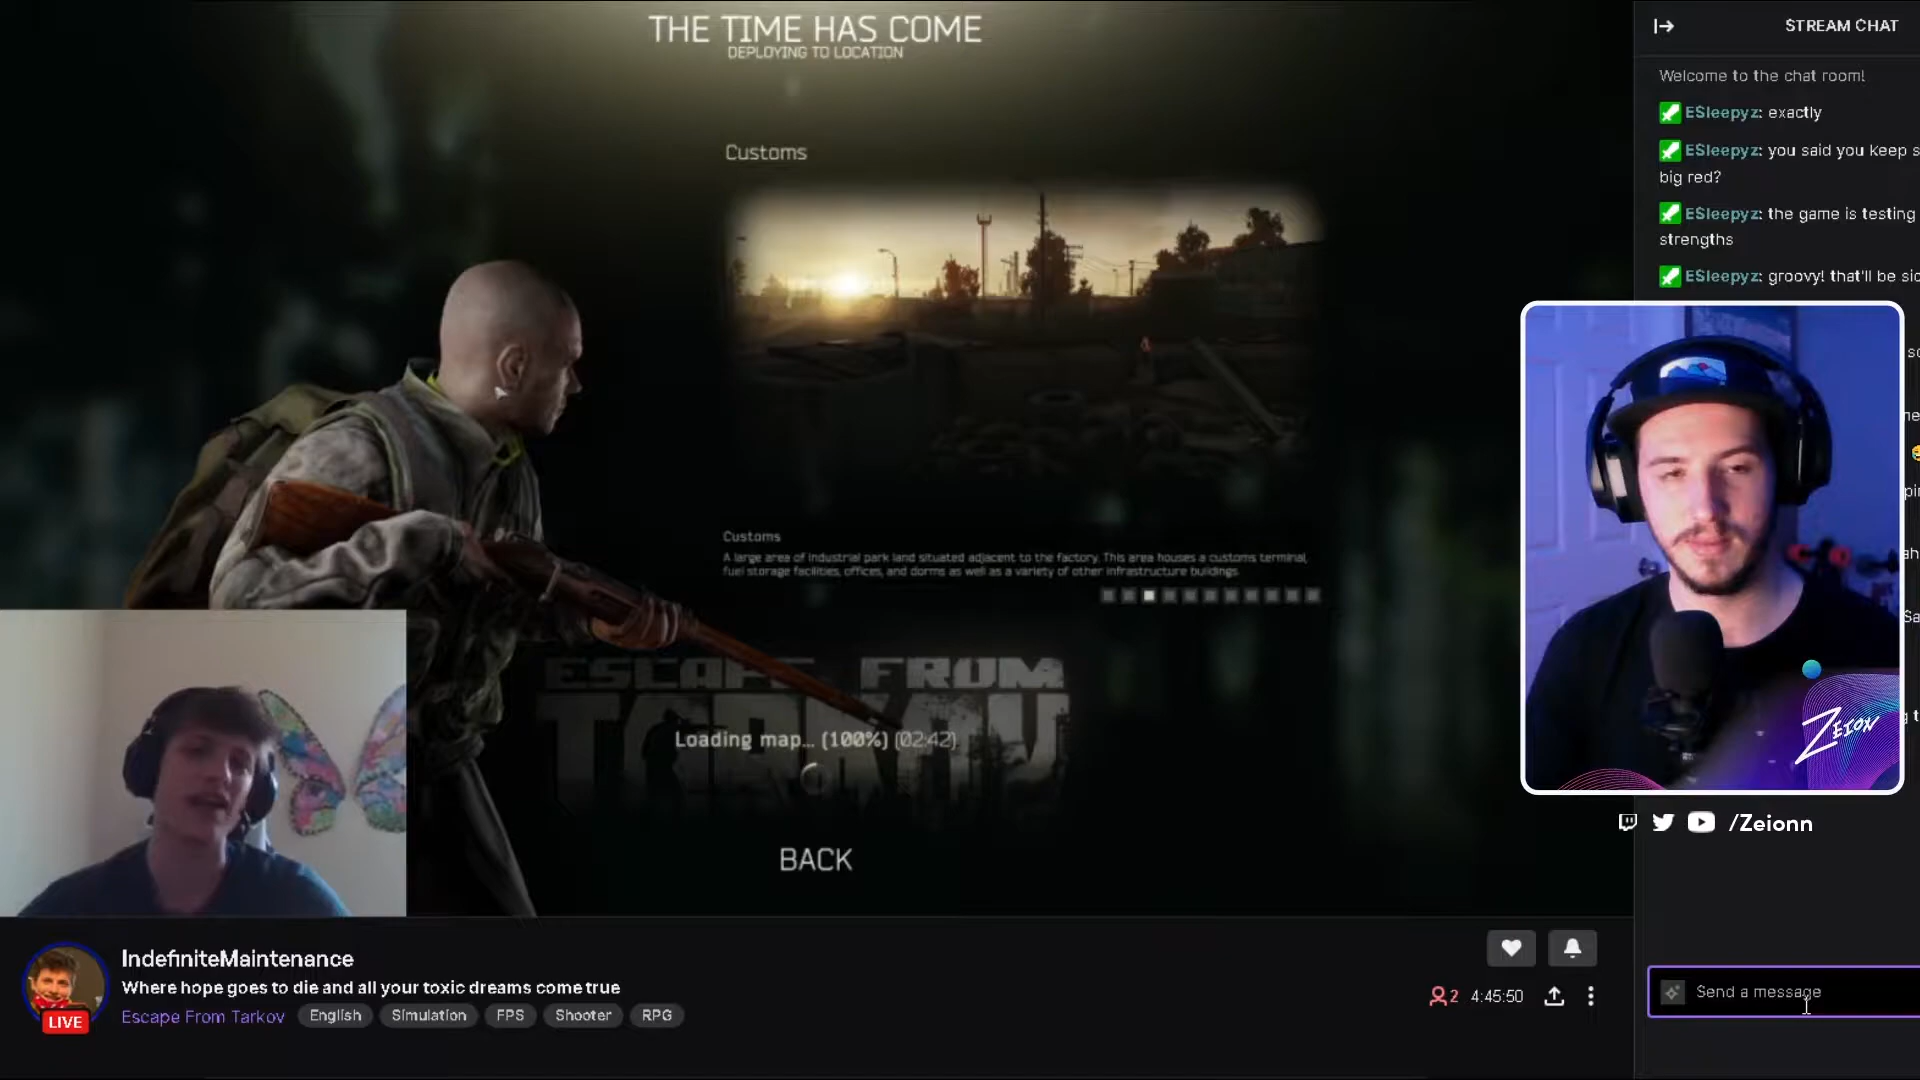 THE TIME HAS COME
DEPLOYING TO LOCATION
Customs
Customs
A large area of industrial park land situated adjacent to the factory. This area houses a customs terminal,
fuel storage facilities, offices, and dorms as well as a variety of other infrastructure buildings.
ESCAPE FROM
TARKOV
Loading map... (100%) (02:42)
BACK
STREAM CHAT
Welcome to the chat room!
ESleepyz: exactly
ESleepyz: you said you keep s
big red?
ESleepyz: the game is testing
strengths
ESleepyz: groovy! that'll be sic
ZEION
/Zeionn
IndefiniteMaintenance
Where hope goes to die and all your toxic dreams come true
Escape From Tarkov English Simulation FPS Shooter RPG
LIVE
2 4:45:50
Send a message